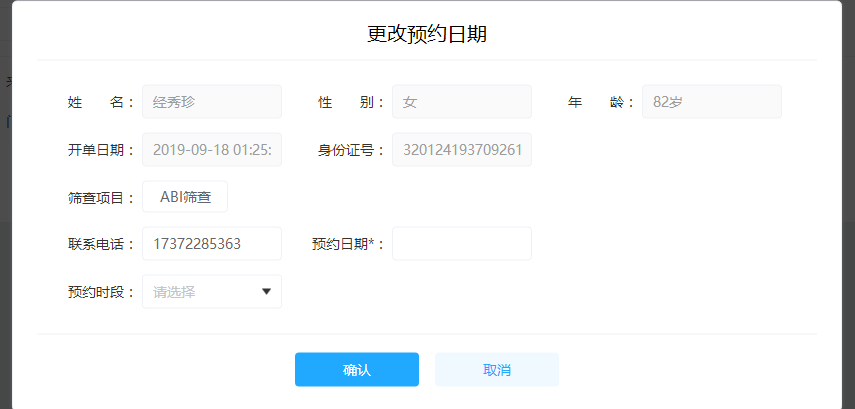 更改预约日期
姓 名： 经秀珍 性 别： 女 年 龄： 82岁
开单日期： 2019-09-18 01:25: 身份证号： 320124193709261
筛查项目： ABI筛查
联系电话： 17372285363 预约日期*：
预约时段： 请选择
确认 取消